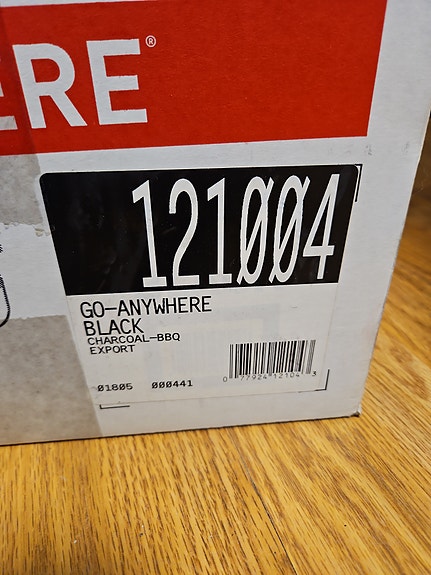 eRE®
121004
GO-ANYWHERE
BLACK
CHARCOAL-BBQ
EXPORT
0 77924 12104 3
01805 000441